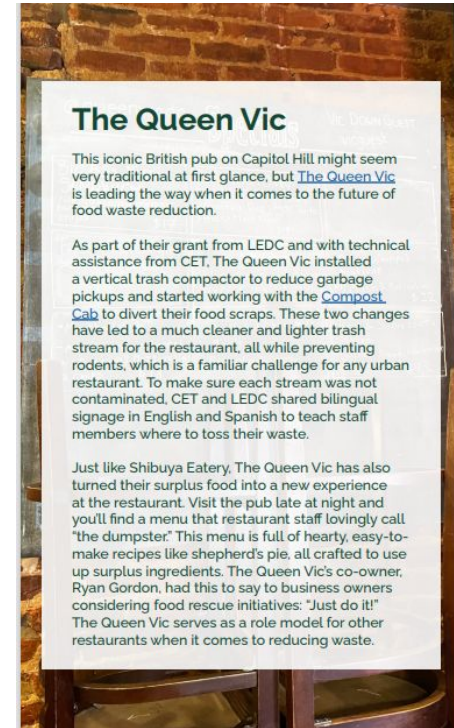 The Queen Vic
This iconic British pub on Capitol Hill might seem
very traditional at first glance, but The Queen Vic
is leading the way when it comes to the future of
food waste reduction.
As part of their grant from LEDC and with technical
assistance from CET, The Queen Vic installed
a vertical trash compactor to reduce garbage
pickups and started working with the Compost
Cab to divert their food scraps. These two changes
have led to a much cleaner and lighter trash
stream for the restaurant, all while preventing
rodents, which is a familiar challenge for any urban
restaurant. To make sure each stream was not
contaminated, CET and LEDC shared bilingual
signage in English and Spanish to teach staff
members where to toss their waste.
Just like Shibuya Eatery, The Queen Vic has also
turned their surplus food into a new experience
at the restaurant. Visit the pub late at night and
you'll find a menu that restaurant staff lovingly call
"the dumpster." This menu is full of hearty, easy-to-
make recipes like shepherd's pie, all crafted to use
up surplus ingredients. The Queen Vic's co-owner,
Ryan Gordon, had this to say to business owners
considering food rescue initiatives: "Just do it!"
The Queen Vic serves as a role model for other
restaurants when it comes to reducing waste.